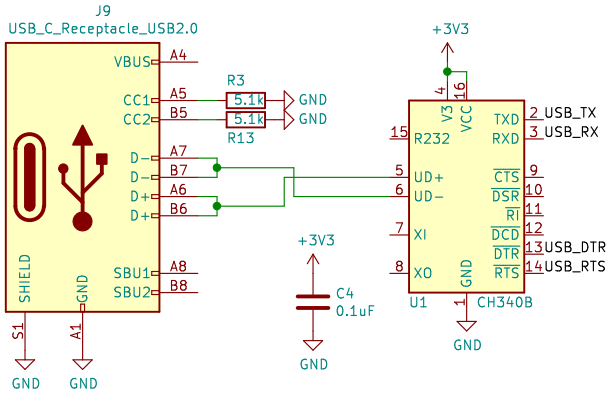 J9
USB_C_Receptacle_USB2.0
VBUS A4
CC1 A5
CC2 B5
D- A7
D- B7
D+ A6
D+ B6
SBU1 A8
SBU2 B8
SHIELD
GND
S1
A1
GND
GND
R3
5.1k
GND
5.1k
GND
R13
+3V3
C4
0.1uF
GND
+3V3
4
16
V3
VCC
15 R232
5 UD+
6 UD-
7 XI
8 XO
TXD 2 USB_TX
RXD 3 USB_RX
CTS 9
DSR 10
RI 11
DCD 12
DTR 13 USB_DTR
RTS 14 USB_RTS
GND
U1
1
CH340B
GND